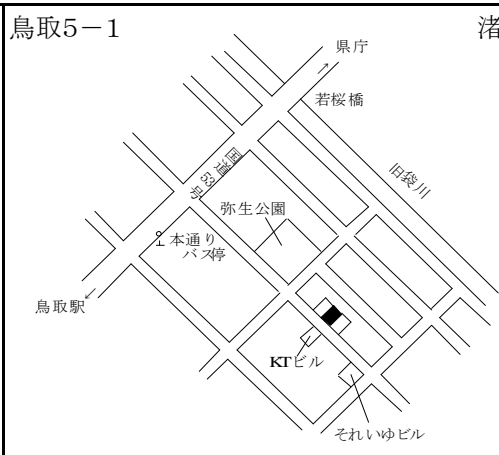 鳥取5－1
渚
県庁
→
若桜橋
国道53号
旧袋川
弥生公園
本通り
バス停
鳥取駅
←
KTビル
それいゆビル